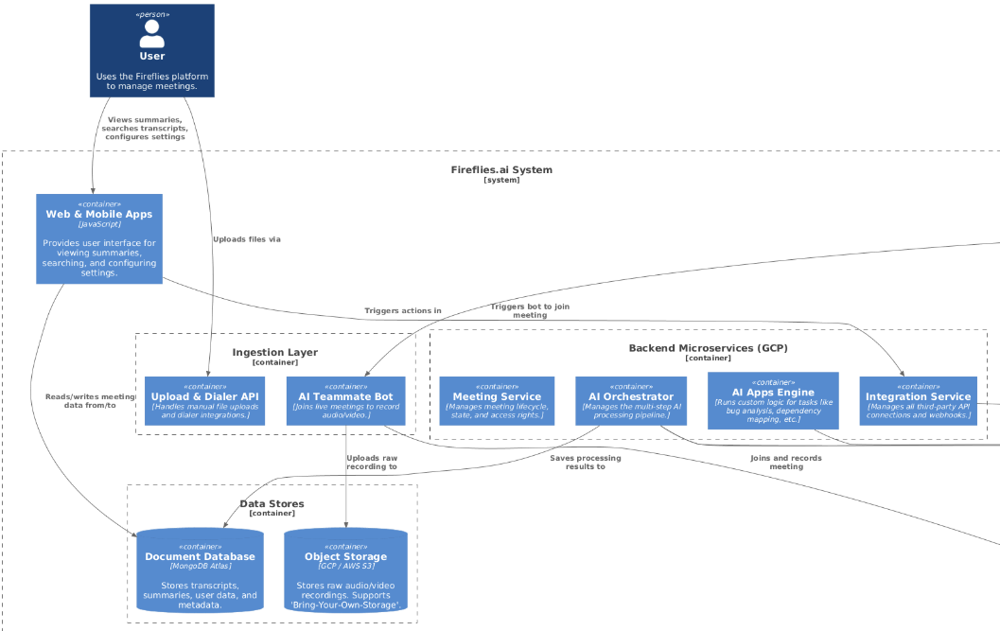 «person»
User
Uses the Fireflies platform
to manage meetings.
Views summaries,
searches transcripts,
configures settings
Fireflies.ai System
[system]
«container»
Web & Mobile Apps
[JavaScript]
Provides user interface for
viewing summaries,
searching, and configuring
settings.
Uploads files via
Triggers actions in
Triggers bot to join
meeting
Ingestion Layer
[container]
Backend Microservices (GCP)
[container]
«container»
Upload & Dialer API
[Handles manual file uploads
and dialer integrations.]
«container»
AI Teammate Bot
[Joins live meetings to record
audio/video.]
«container»
Meeting Service
[Manages meeting lifecycle,
state, and access rights.]
«container»
AI Orchestrator
[Manages the multi-step AI
processing pipeline.]
«container»
AI Apps Engine
[Runs custom logic for tasks like
bug analysis, dependency
mapping, etc.]
«container»
Integration Service
[Manages all third-party API
connections and webhooks.]
Reads/writes meeting
data from/to
Uploads raw
recording to
Saves processing
results to
Joins and records
meeting
Data Stores
[container]
«container»
Document Database
[MongoDB Atlas]
Stores transcripts,
summaries, user data, and
metadata.
«container»
Object Storage
[GCP / AWS S3]
Stores raw audio/video
recordings. Supports
'Bring-Your-Own-Storage'.